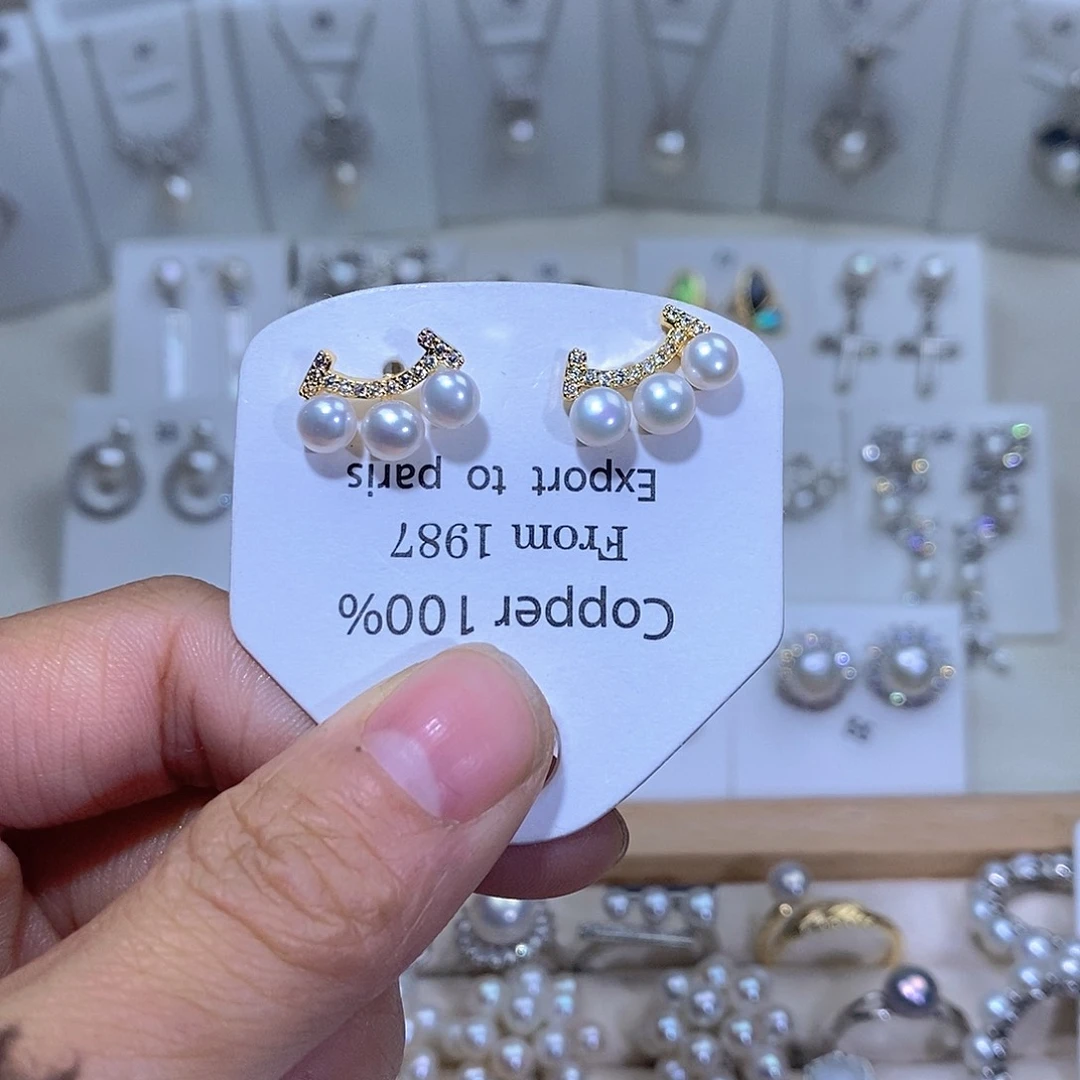 Copper 100%
From 1987
Export to paris